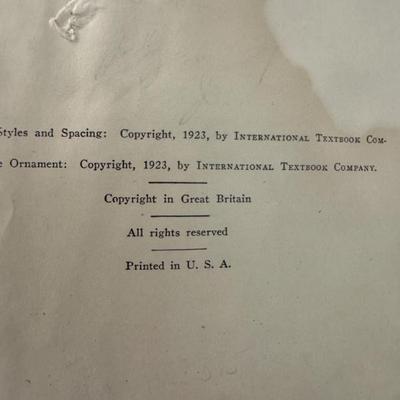 Styles and Spacing: Copyright, 1923, by International Textbook Com-
Ornament: Copyright, 1923, by International Textbook Company.
Copyright in Great Britain
All rights reserved
Printed in U. S. A.